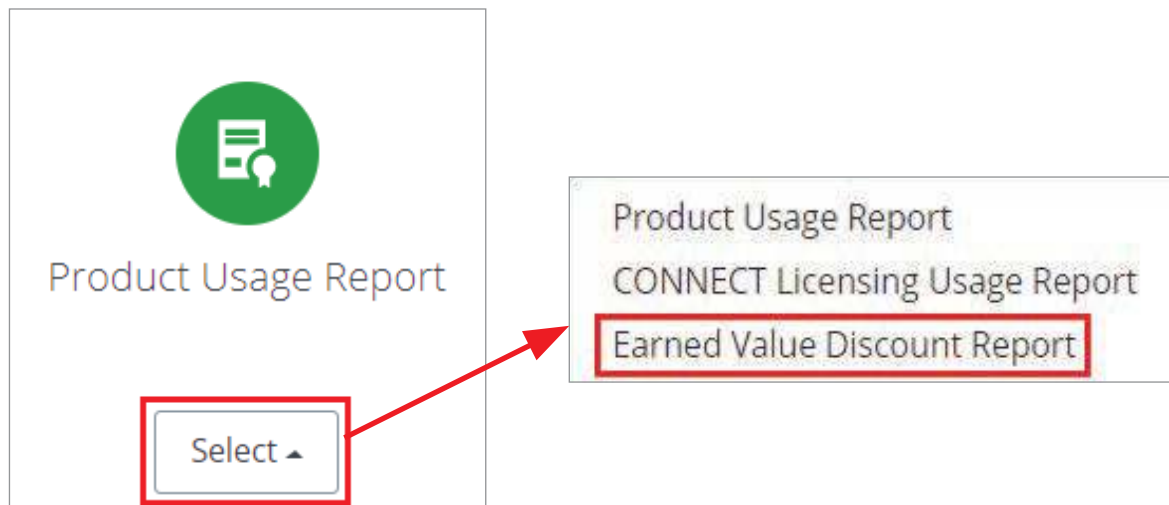 Product Usage Report
Select
Product Usage Report
CONNECT Licensing Usage Report
Earned Value Discount Report